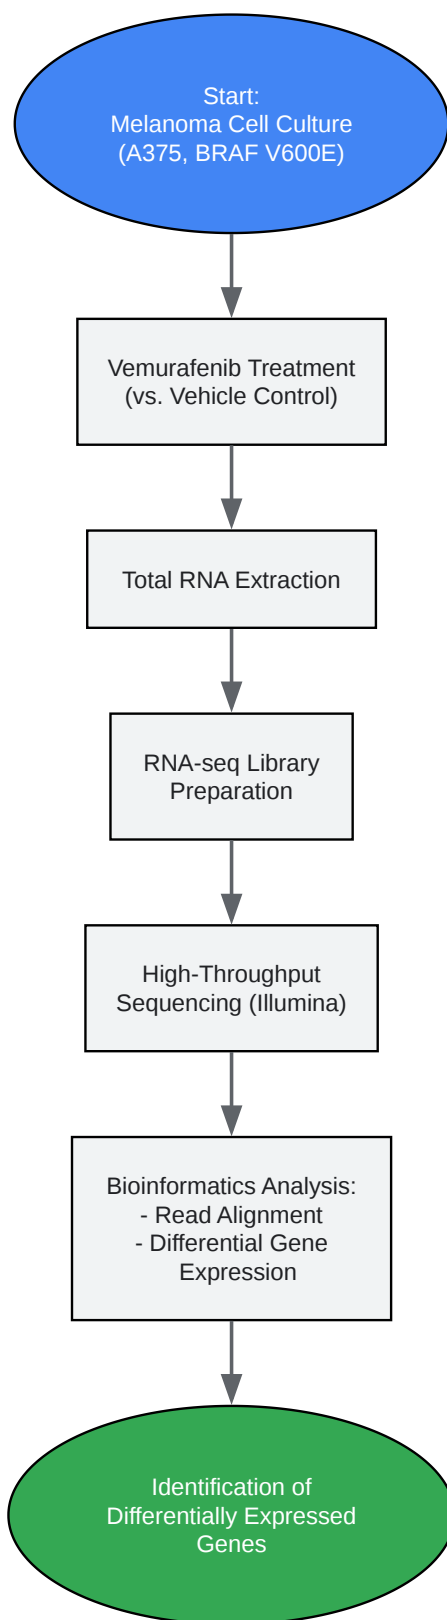 Start:
Melanoma Cell Culture
(A375, BRAF V600E)
Vemurafenib Treatment
(vs. Vehicle Control)
Total RNA Extraction
RNA-seq Library
Preparation
High-Throughput
Sequencing (Illumina)
Bioinformatics Analysis:
- Read Alignment
- Differential Gene
Expression
Identification of
Differentially Expressed
Genes